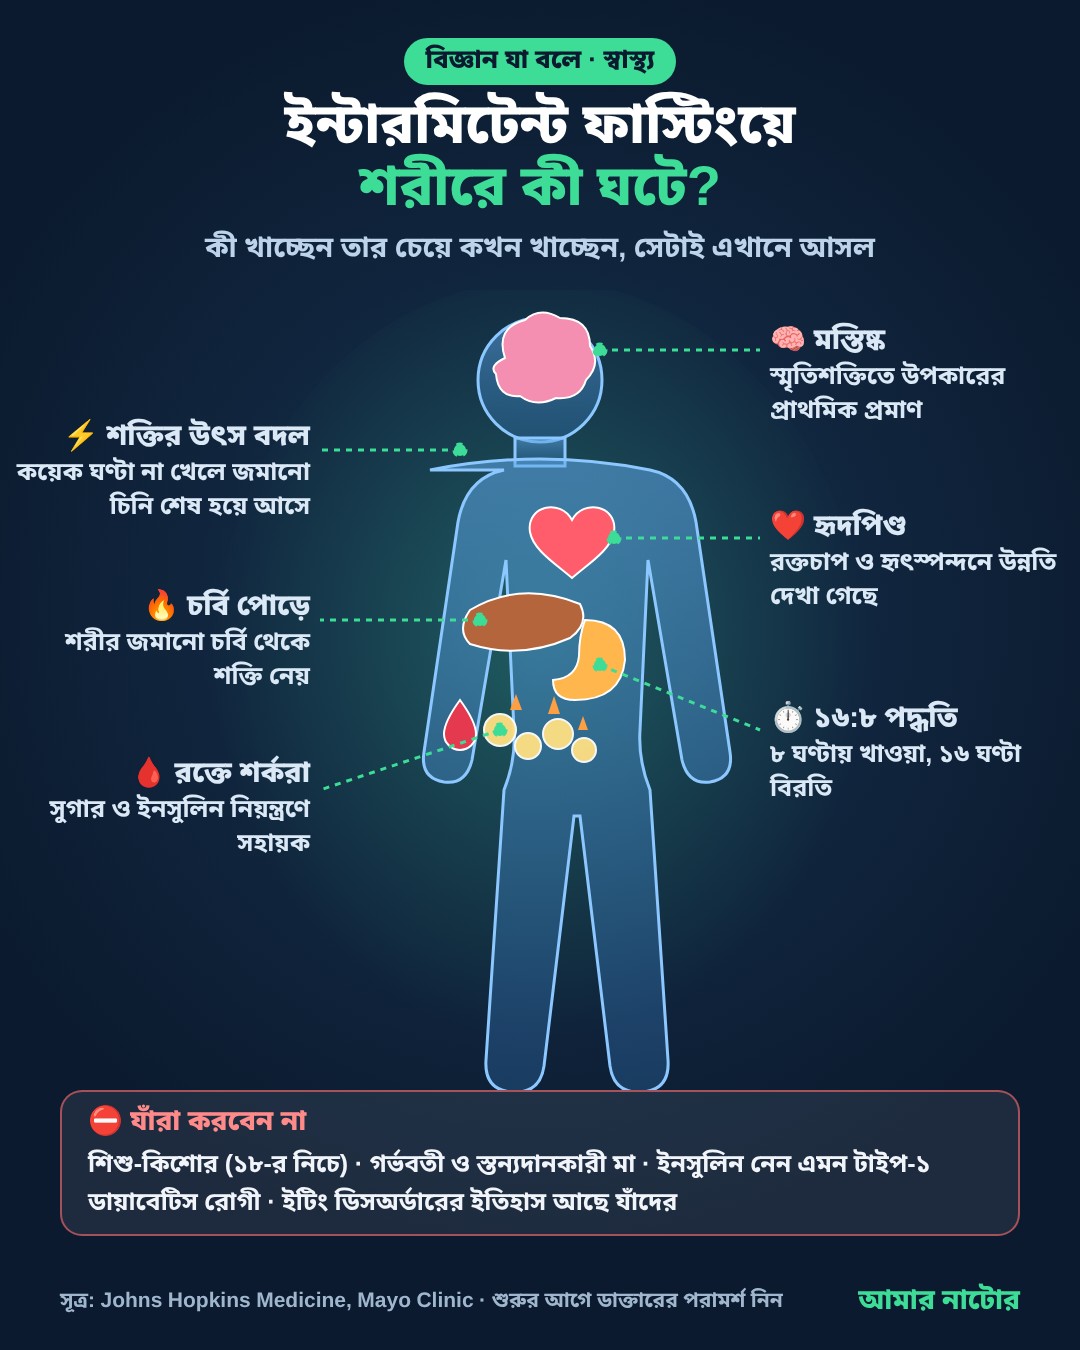 বিজ্ঞান যা বলে · স্বাস্থ্য
ইন্টারমিটেন্ট ফাস্টিংয়ে
শরীরে কী ঘটে?
কী খাচ্ছেন তার চেয়ে কখন খাচ্ছেন, সেটাই এখানে আসল
🧠 মস্তিষ্ক
স্মৃতিশক্তিতে উপকারের
প্রাথমিক প্রমাণ
⚡ শক্তির উৎস বদল
কয়েক ঘণ্টা না খেলে জমানো
চিনি শেষ হয়ে আসে
❤️ হৃদপিণ্ড
রক্তচাপ ও হৃৎস্পন্দনে উন্নতি
দেখা গেছে
🔥 চর্বি পোড়ে
শরীর জমানো চর্বি থেকে
শক্তি নেয়
⏱️ ১৬:৮ পদ্ধতি
৮ ঘণ্টায় খাওয়া, ১৬ ঘণ্টা
বিরতি
🩸 রক্তে শর্করা
সুগার ও ইনসুলিন নিয়ন্ত্রণে
সহায়ক
⛔ যাঁরা করবেন না
শিশু-কিশোর (১৮-র নিচে) · গর্ভবতী ও স্তন্যদানকারী মা · ইনসুলিন নেন এমন টাইপ-১
ডায়াবেটিস রোগী · ইটিং ডিসঅর্ডারের ইতিহাস আছে যাঁদের
সূত্র: Johns Hopkins Medicine, Mayo Clinic · শুরুর আগে ডাক্তারের পরামর্শ নিন
আমার নাটোর